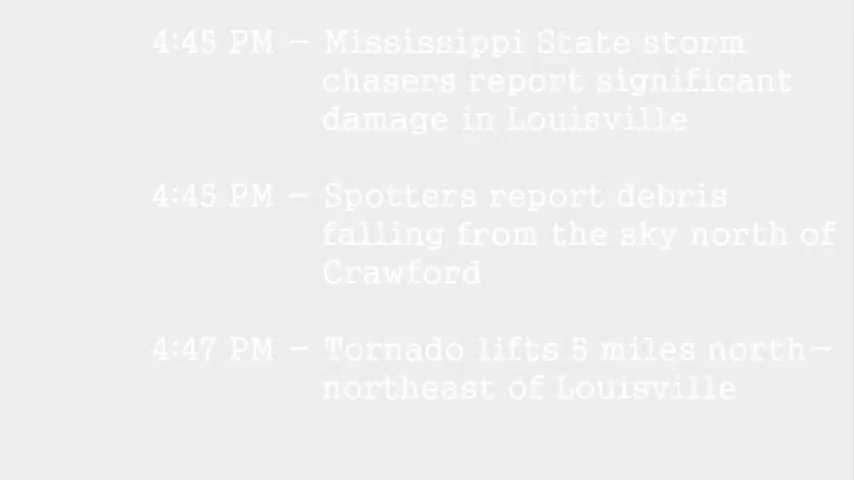 4:45 PM – Mississippi State storm
chasers report significant
damage in Louisville
4:45 PM – Spotters report debris
falling from the sky north of
Crawford
4:47 PM – Tornado lifts 5 miles north–
northeast of Louisville